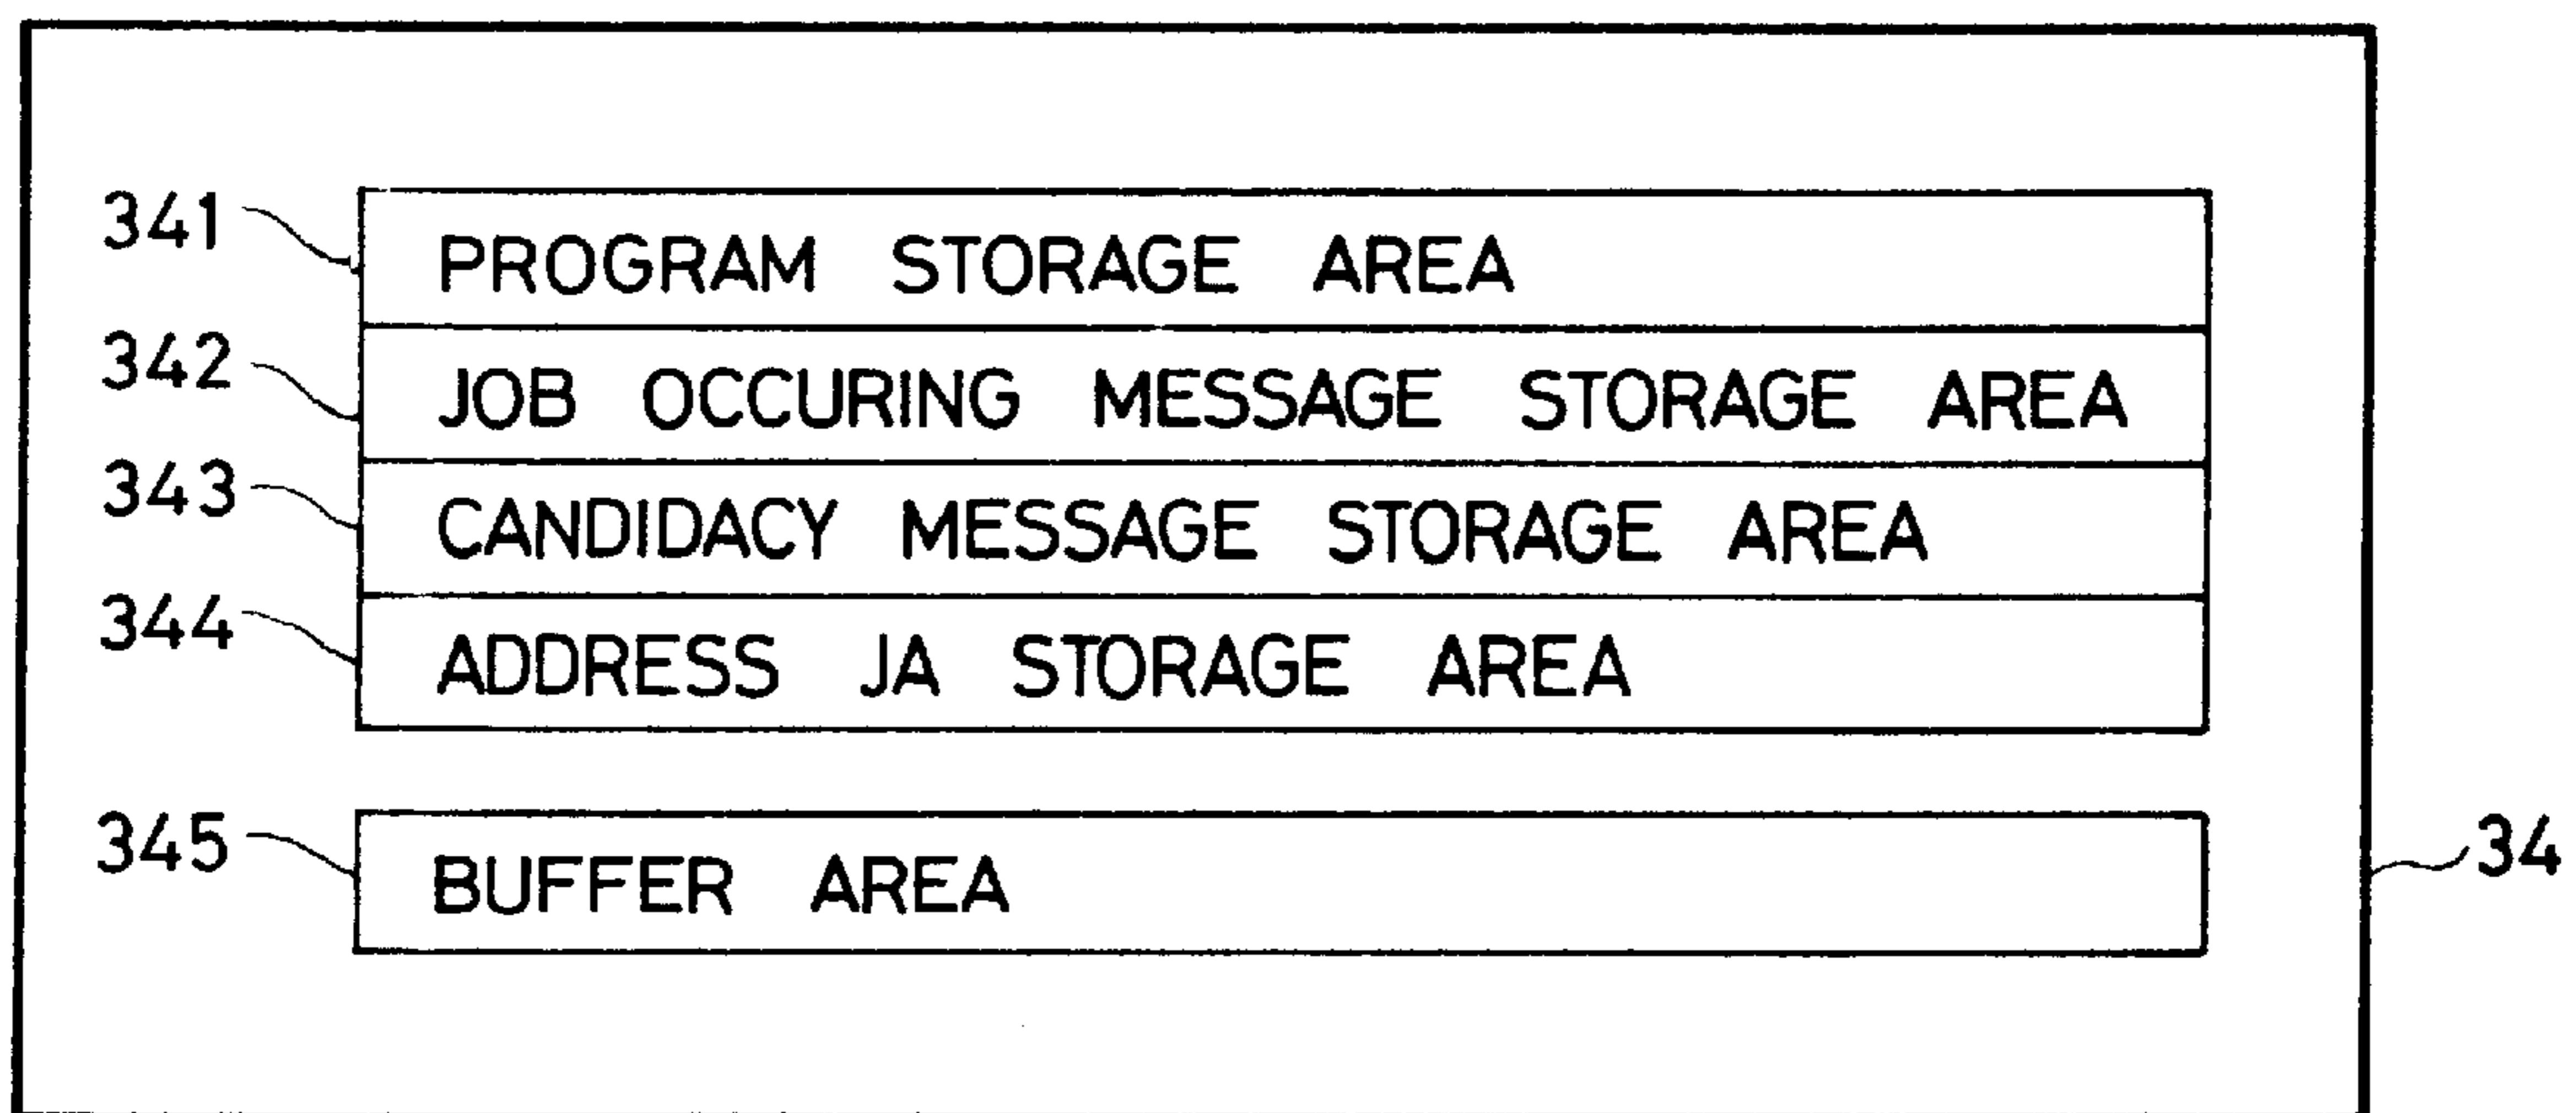 341 PROGRAM STORAGE AREA
342 JOB OCCURING MESSAGE STORAGE AREA
343 CANDIDACY MESSAGE STORAGE AREA
344 ADDRESS JA STORAGE AREA
345 BUFFER AREA
34